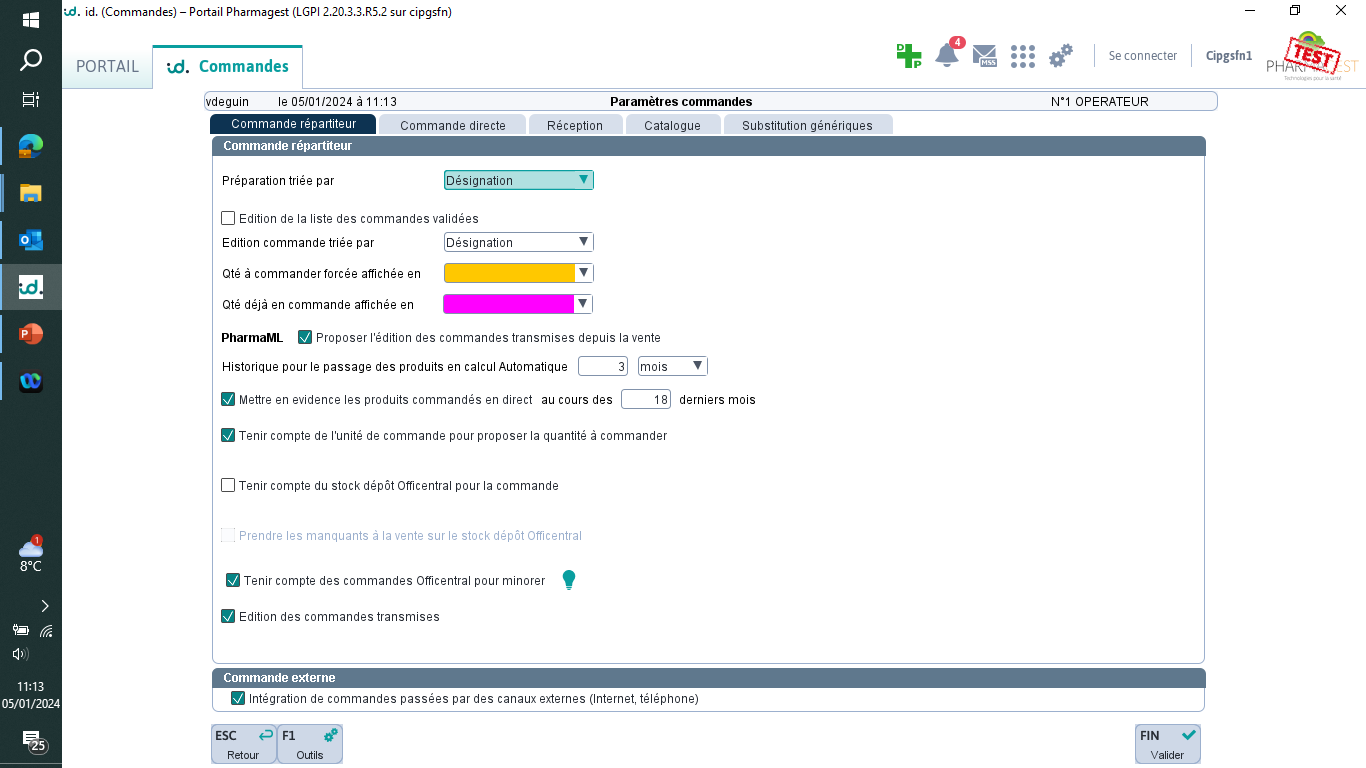 id. id. (Commandes) – Portail Pharmagest (LGPI 2.20.3.3.R5.2 sur cipgsfn)
PORTAIL
id. Commandes
D P
4
MSS
Se connecter
Cipgsfn1
TEST
Technologies pour la santé
vdeguin le 05/01/2024 à 11:13 Paramètres commandes N°1 OPERATEUR
Commande répartiteur Commande directe Réception Catalogue Substitution génériques
Commande répartiteur
Préparation triée par Désignation
Edition de la liste des commandes validées
Edition commande triée par Désignation
Qté à commander forcée affichée en
Qté déjà en commande affichée en
PharmaML Proposer l'édition des commandes transmises depuis la vente
Historique pour le passage des produits en calcul Automatique 3 mois
Mettre en evidence les produits commandés en direct au cours des 18 derniers mois
Tenir compte de l'unité de commande pour proposer la quantité à commander
Tenir compte du stock dépôt Officentral pour la commande
Prendre les manquants à la vente sur le stock dépôt Officentral
Tenir compte des commandes Officentral pour minorer
Edition des commandes transmises
Commande externe
Intégration de commandes passées par des canaux externes (Internet, téléphone)
ESC
Retour
F1
Outils
FIN
Valider
id.
1
8°C
11:13
05/01/2024
25